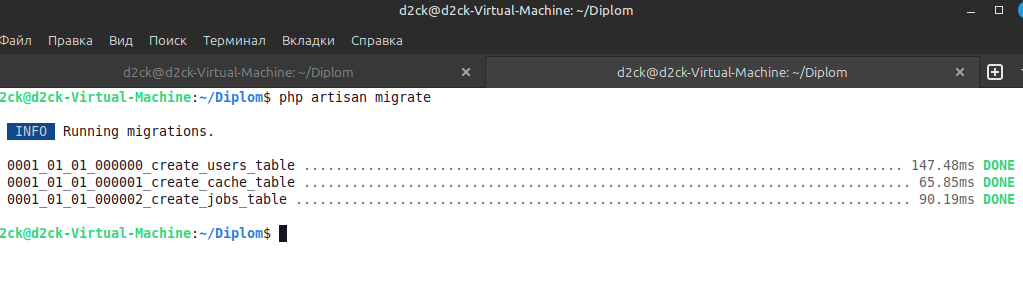 d2ck@d2ck-Virtual-Machine: ~/Diplom
Файл Правка Вид Поиск Терминал Вкладки Справка
d2ck@d2ck-Virtual-Machine: ~/Diplom × d2ck@d2ck-Virtual-Machine: ~/Diplom ×
2ck@d2ck-Virtual-Machine:~/Diplom$ php artisan migrate
INFO Running migrations.
0001_01_01_000000_create_users_table ........................................................................... 147.48ms DONE
0001_01_01_000001_create_cache_table ............................................................................ 65.85ms DONE
0001_01_01_000002_create_jobs_table ............................................................................. 90.19ms DONE
2ck@d2ck-Virtual-Machine:~/Diplom$